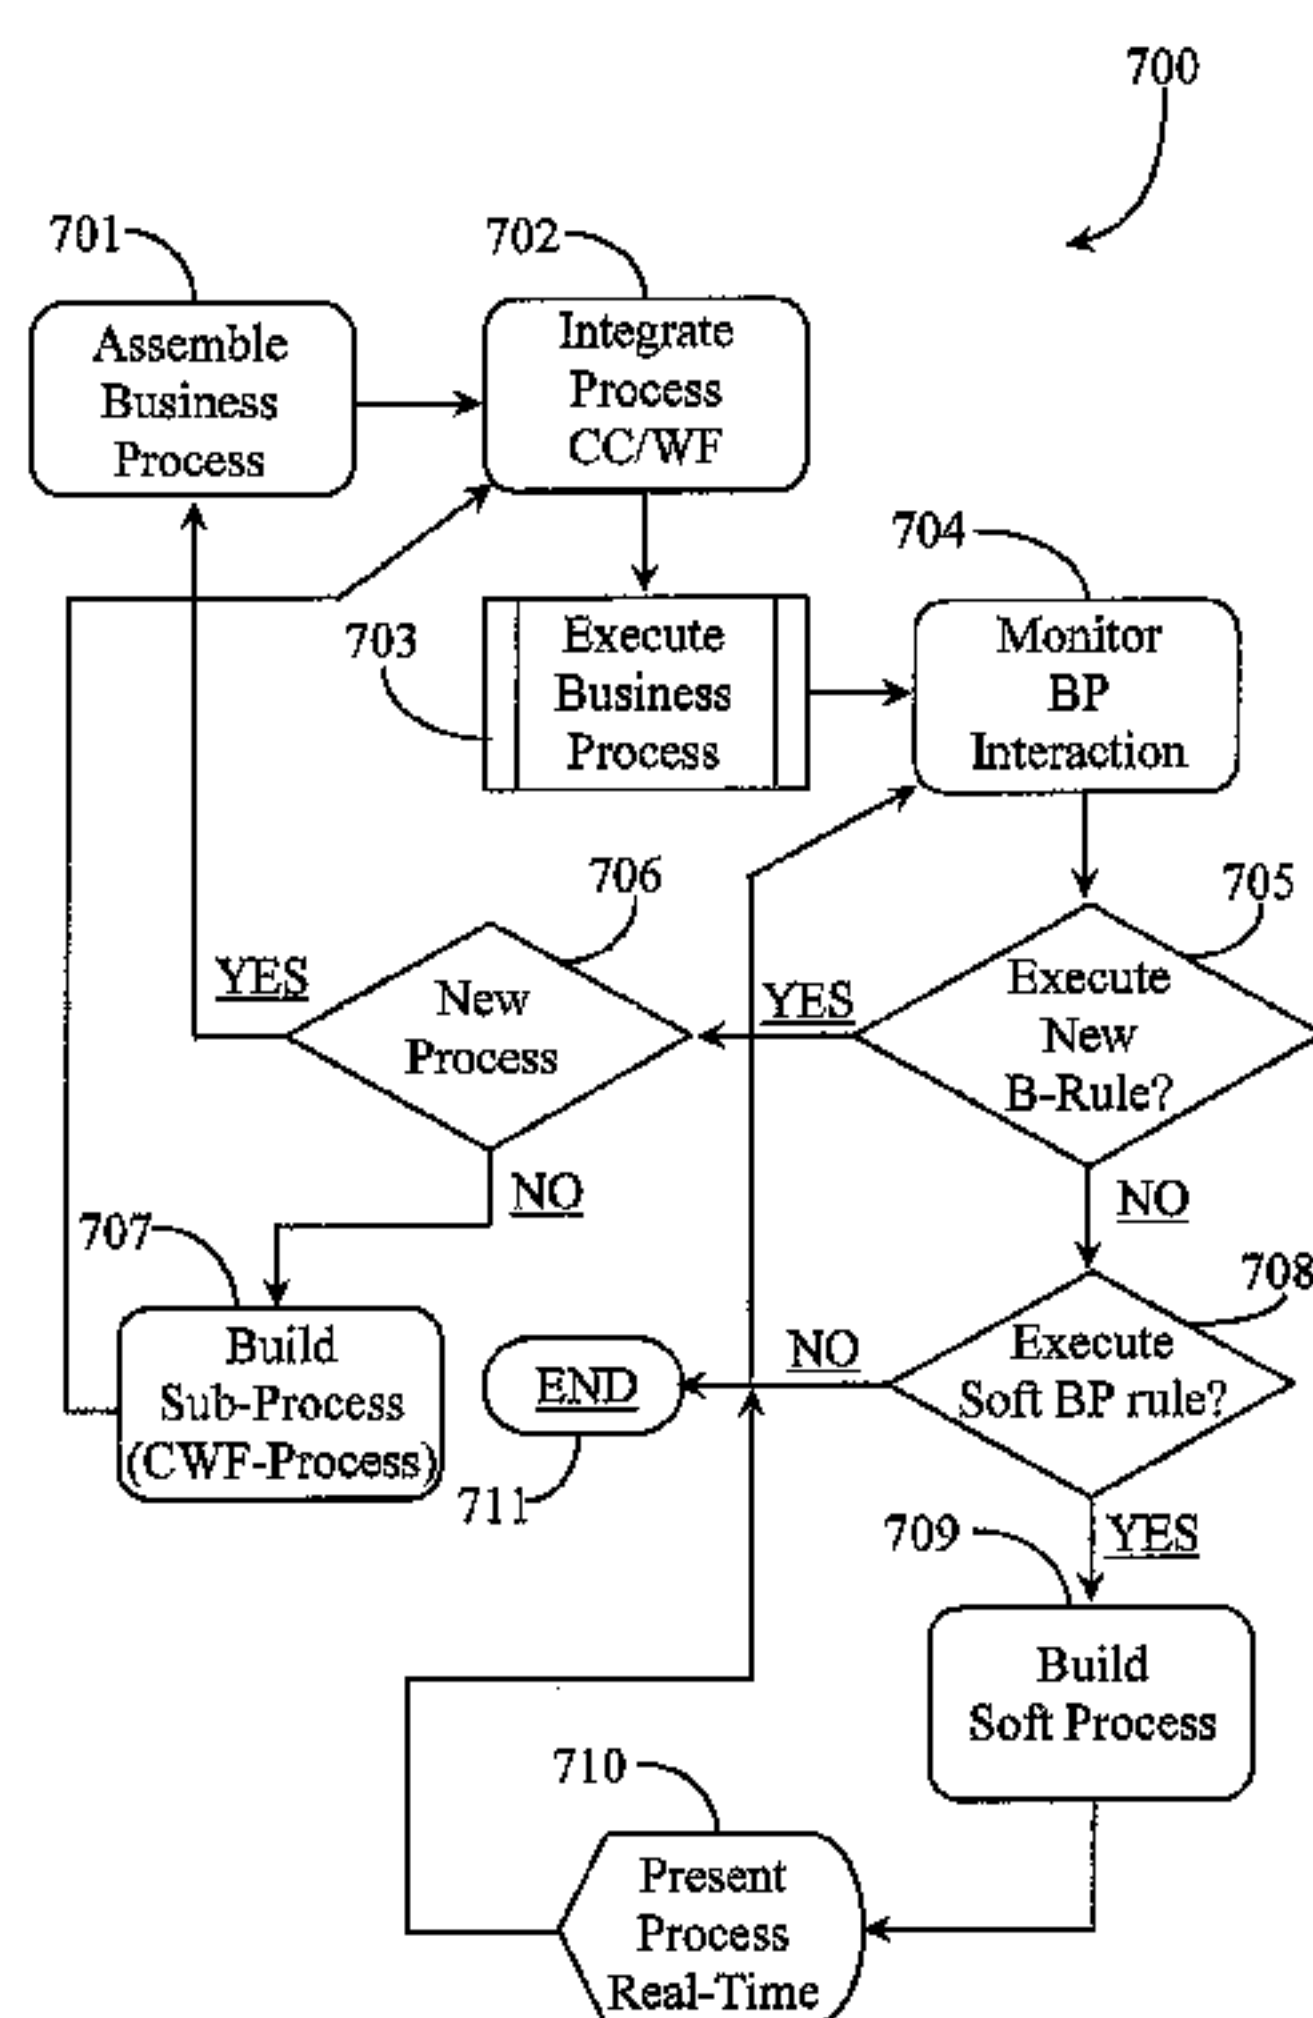 700
701
702
Assemble
Business
Process
Integrate
Process
CC/WF
704
703
Execute
Business
Process
Monitor
BP
Interaction
706
705
YES
New
Process
YES
Execute
New
B-Rule?
NO
NO
707
708
Build
Sub-Process
(CWF-Process)
END
NO
Execute
Soft BP rule?
711
709
YES
Build
Soft Process
710
Present
Process
Real-Time